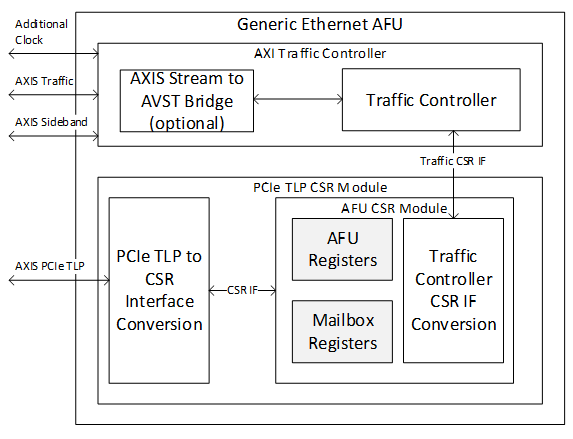 Generic Ethernet AFU
Additional
Clock
AXI Traffic Controller
AXIS Traffic
AXIS Stream to
AVST Bridge
(optional)
Traffic Controller
AXIS Sideband
Traffic CSR IF
PCIe TLP CSR Module
AFU CSR Module
PCIe TLP to
CSR
Interface
Conversion
AFU
Registers
Traffic
Controller
CSR IF
Conversion
AXIS PCIe TLP
CSR IF
Mailbox
Registers